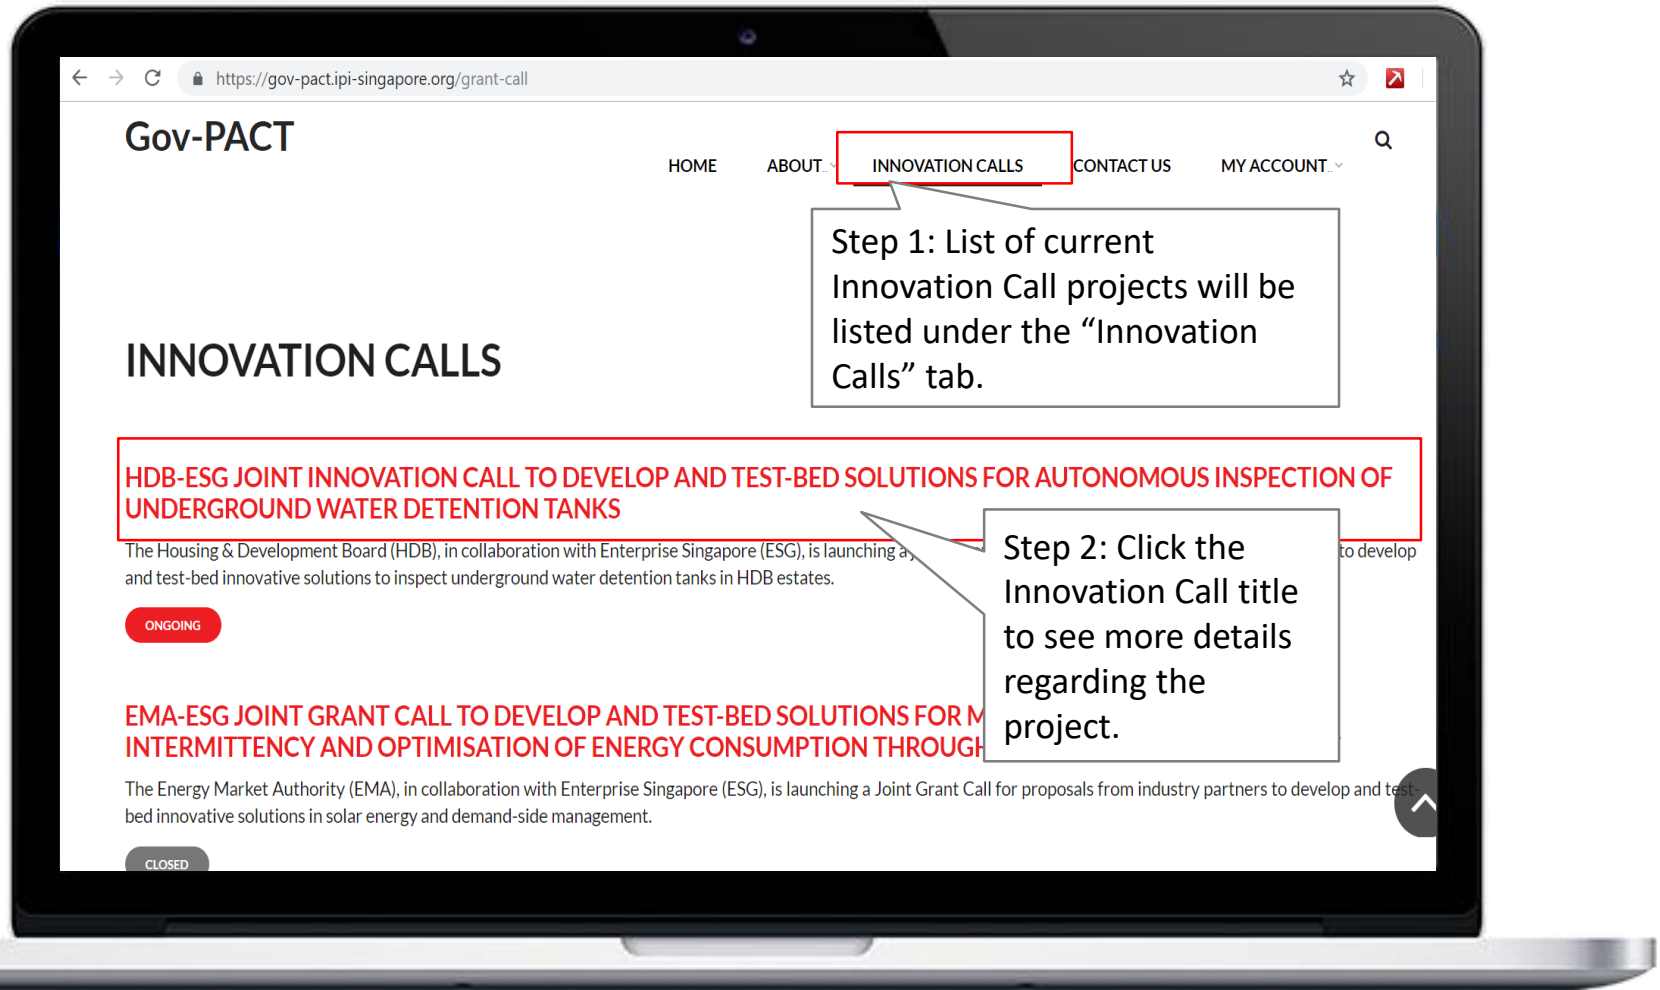 https://gov-pact.ipi-singapore.org/grant-call
Gov-PACT
HOME ABOUT INNOVATION CALLS CONTACT US MY ACCOUNT
Step 1: List of current
Innovation Call projects will be
listed under the “Innovation
Calls” tab.
INNOVATION CALLS
HDB-ESG JOINT INNOVATION CALL TO DEVELOP AND TEST-BED SOLUTIONS FOR AUTONOMOUS INSPECTION OF
UNDERGROUND WATER DETENTION TANKS
The Housing & Development Board (HDB), in collaboration with Enterprise Singapore (ESG), is launching a to develop
and test-bed innovative solutions to inspect underground water detention tanks in HDB estates.
Step 2: Click the
Innovation Call title
to see more details
regarding the
project.
ONGOING
EMA-ESG JOINT GRANT CALL TO DEVELOP AND TEST-BED SOLUTIONS FOR
INTERMITTENCY AND OPTIMISATION OF ENERGY CONSUMPTION
The Energy Market Authority (EMA), in collaboration with Enterprise Singapore (ESG), is launching a Joint Grant Call for proposals from industry partners to develop and test-
bed innovative solutions in solar energy and demand-side management.
CLOSED